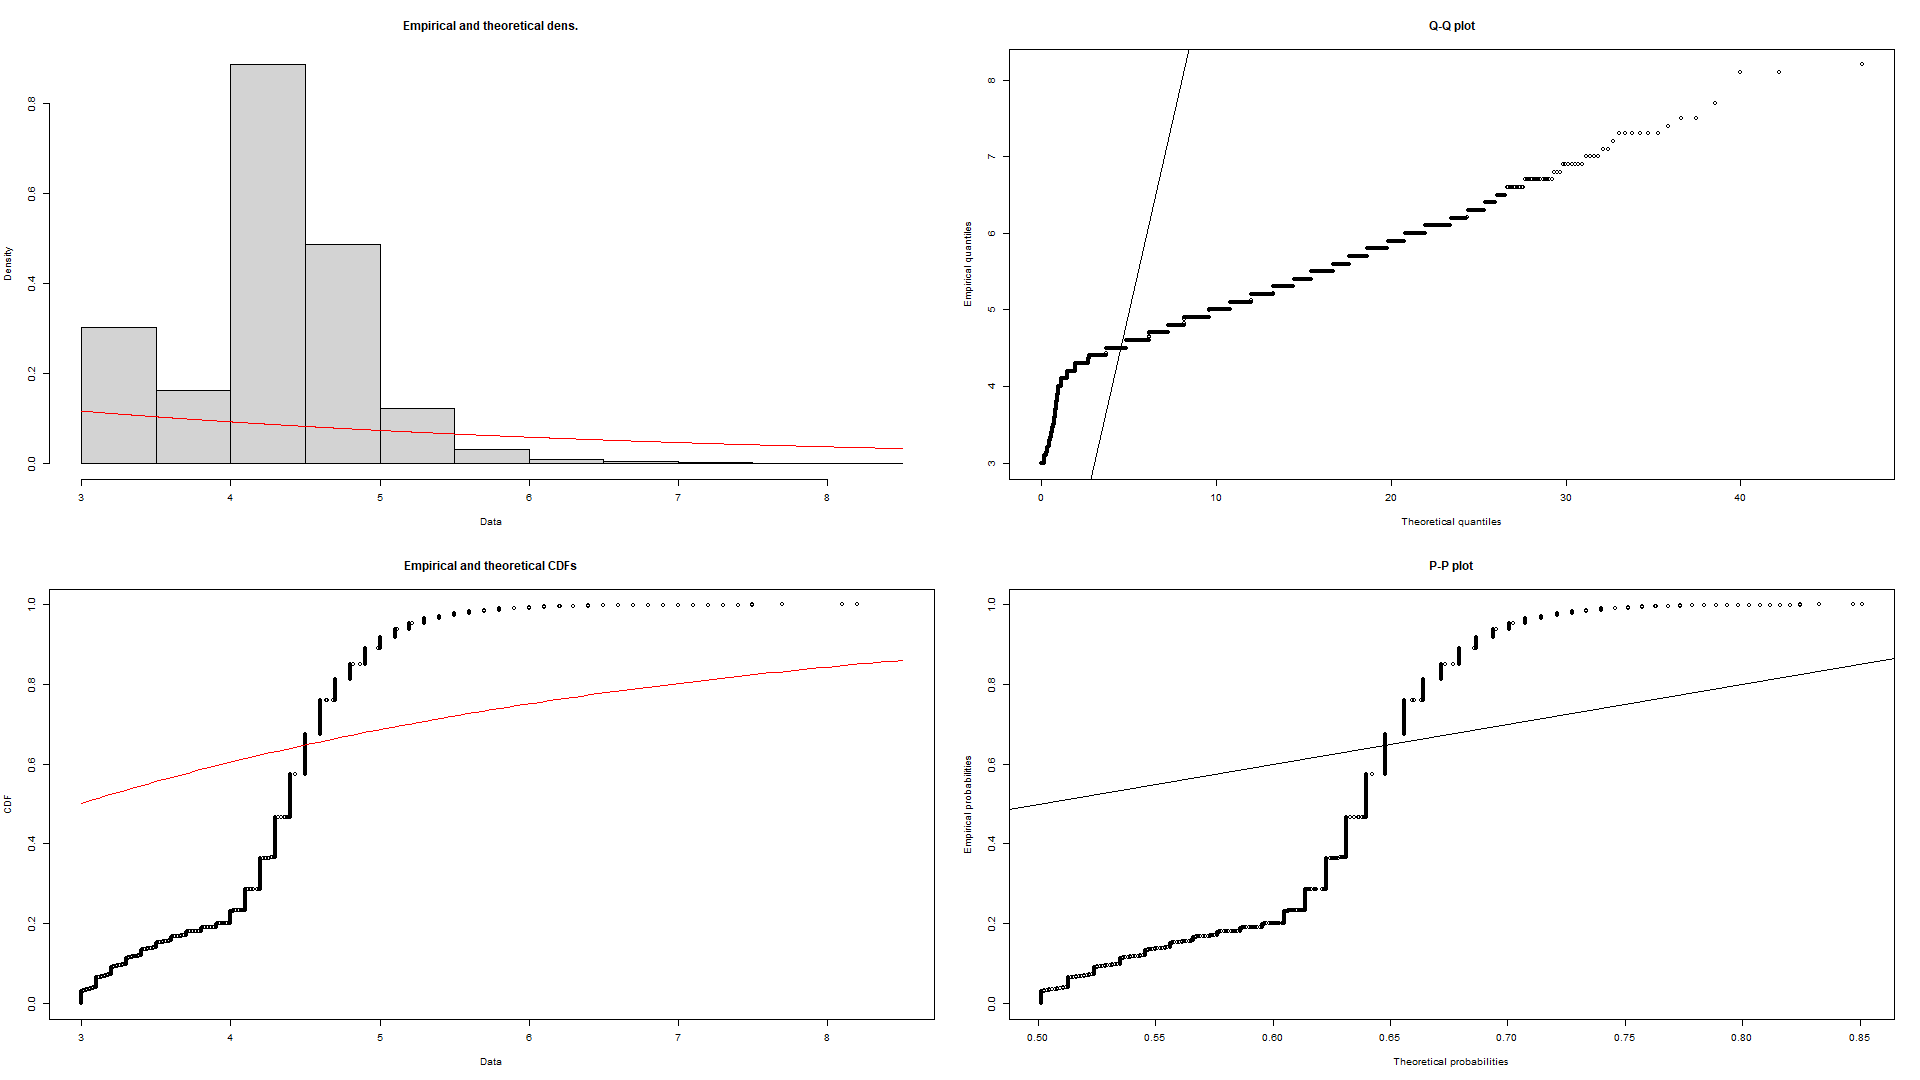 Empirical and theoretical dens.
Density
0.0 0.2 0.4 0.6 0.8
3 4 5 6 7 8
Data
Q-Q plot
Empirical quantiles
3 4 5 6 7 8
0 10 20 30 40
Theoretical quantiles
Empirical and theoretical CDFs
CDF
0.0 0.2 0.4 0.6 0.8 1.0
3 4 5 6 7 8
Data
P-P plot
Empirical probabilities
0.0 0.2 0.4 0.6 0.8 1.0
0.50 0.55 0.60 0.65 0.70 0.75 0.80 0.85
Theoretical probabilities